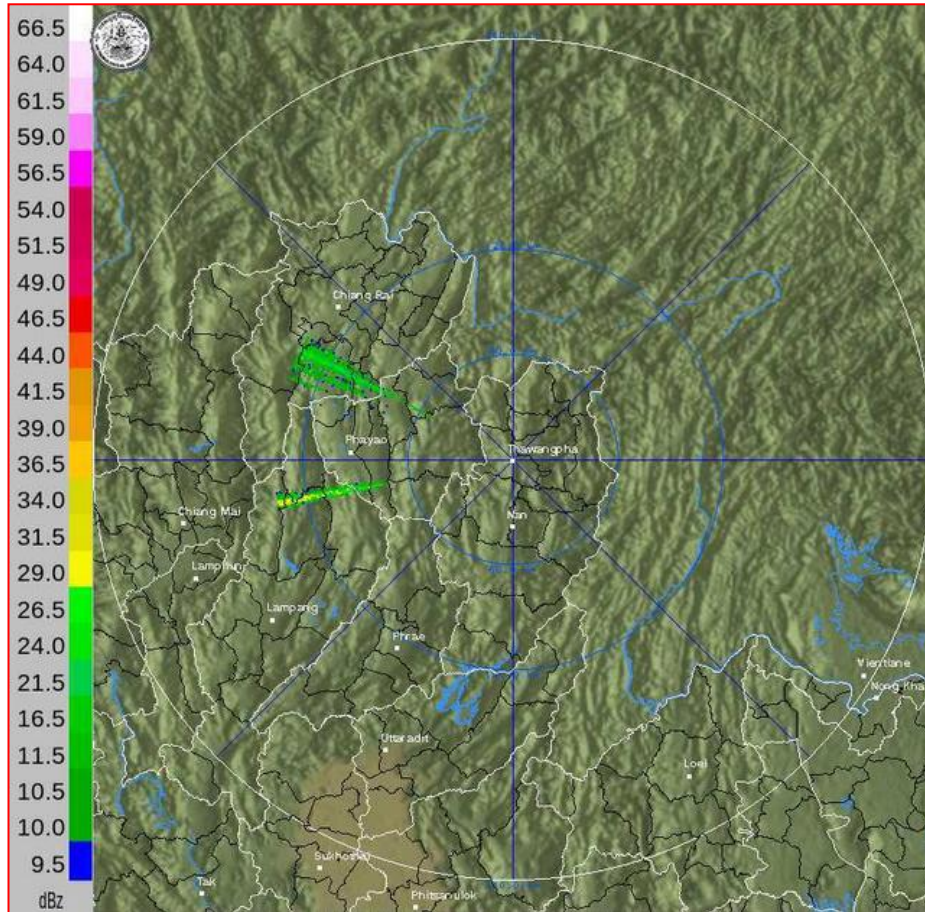 66.5
64.0
61.5
59.0
56.5
54.0
51.5
49.0
46.5
44.0
41.5
39.0
36.5
34.0
31.5
29.0
26.5
24.0
21.5
16.5
11.5
10.5
10.0
9.5
dBz
Chiang Rai
Phayao
Thawangpha
Chiang Mai
Nan
Lamphun
Lampang
Phrae
Vientiane
Nong Kha
Uttaradit
Loei
Sukhothai
Tak
Phitsanulok